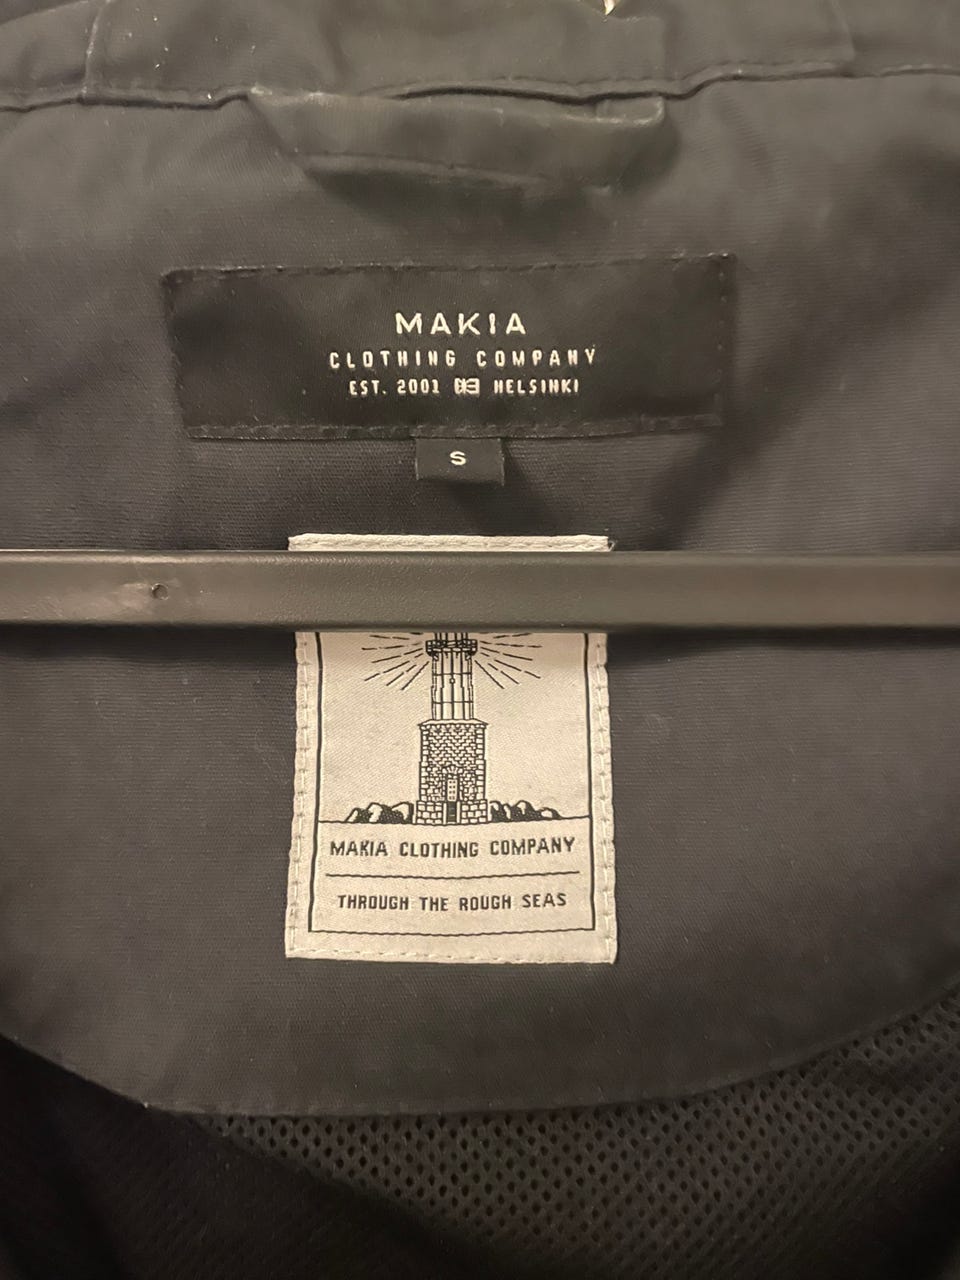 MAKIA
CLOTHING COMPANY
EST. 2001 HELSINKI
S
MAKIA CLOTHING COMPANY
THROUGH THE ROUGH SEAS